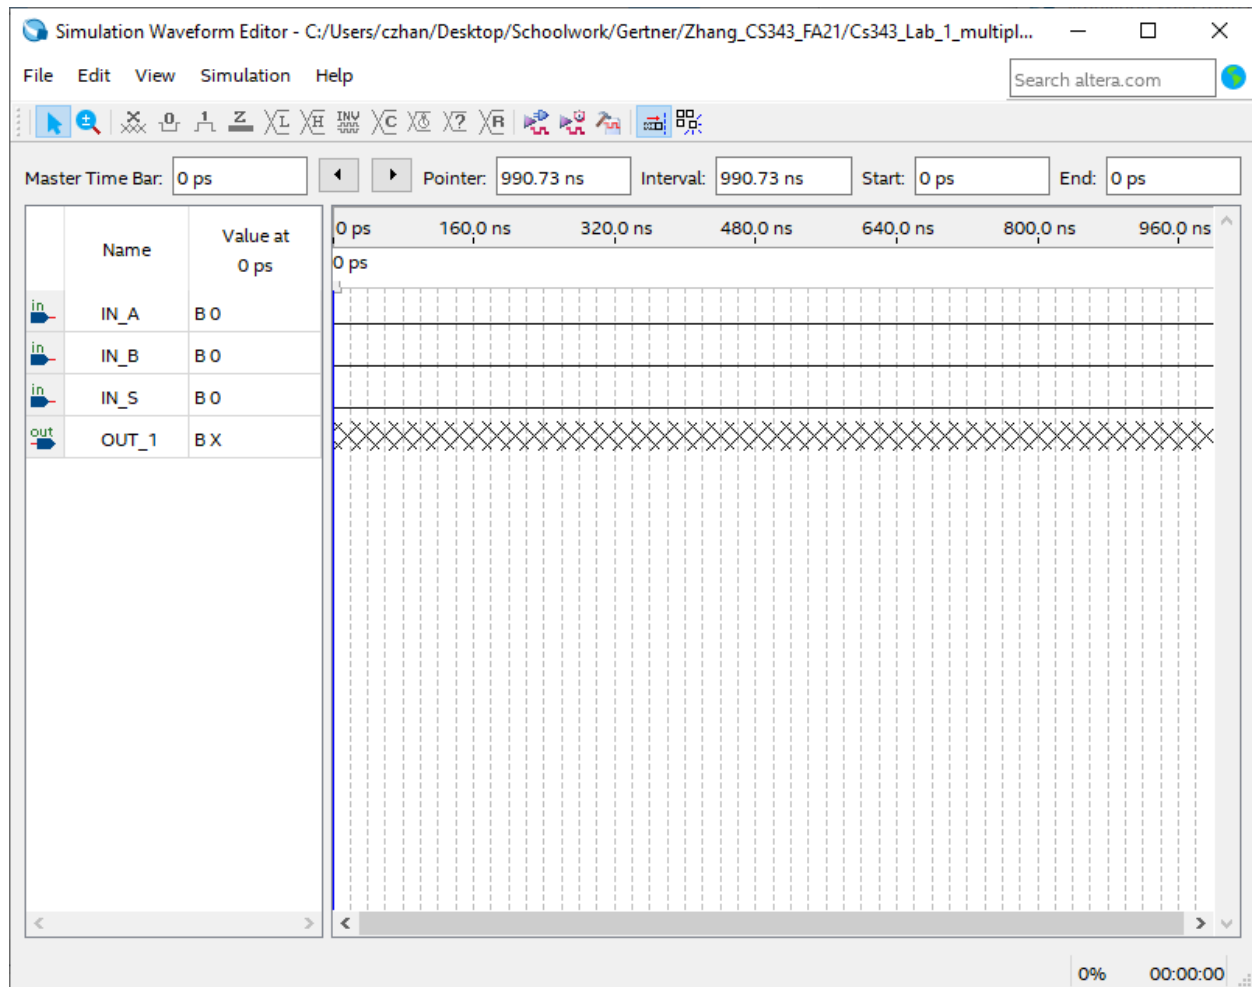 Simulation Waveform Editor - C:/Users/czhan/Desktop/Schoolwork/Gertner/Zhang_CS343_FA21/Cs343_Lab_1_multipl...
File Edit View Simulation Help Search altera.com
Master Time Bar: 0 ps Pointer: 990.73 ns Interval: 990.73 ns Start: 0 ps End: 0 ps
Name Value at 0 ps
0 ps 160.0 ns 320.0 ns 480.0 ns 640.0 ns 800.0 ns 960.0 ns
0 ps
in IN_A B 0
in IN_B B 0
in IN_S B 0
out OUT_1 B X
0% 00:00:00